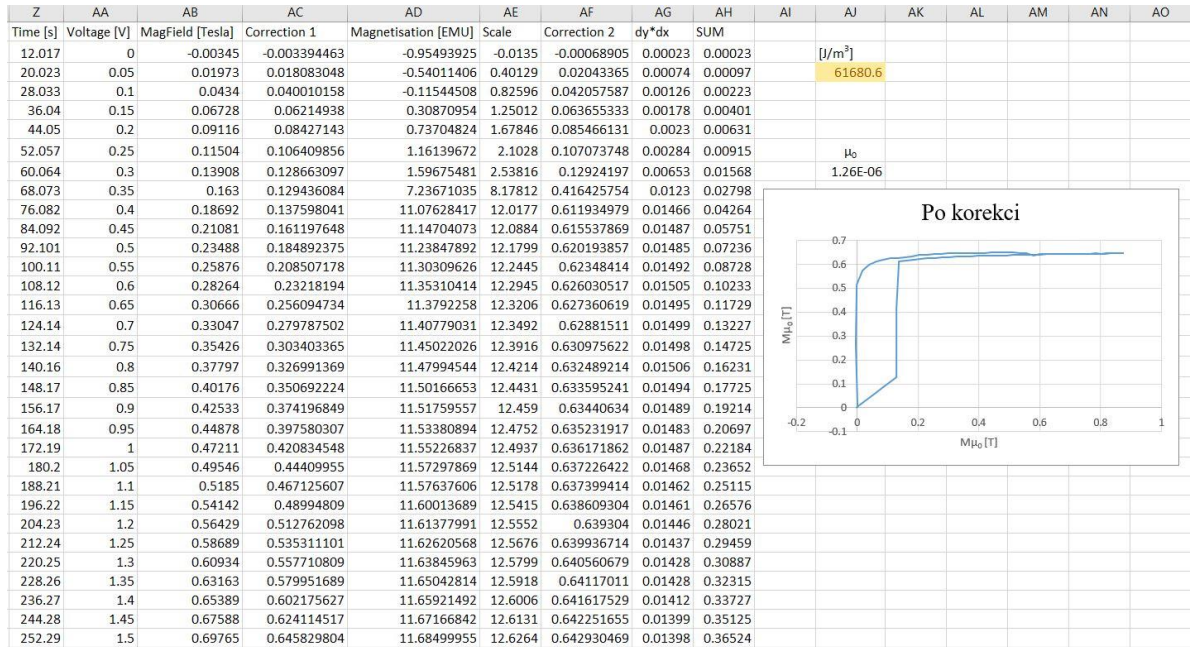 Z AA AB AC AD AE AF AG AH AI AJ AK AL AM AN AO
Time [s] Voltage [V] MagField [Tesla] Correction 1 Magnetisation [EMU] Scale Correction 2 dy*dx SUM
12.017 0 -0.00345 -0.003394463 -0.95493925 -0.0135 -0.00068905 0.00023 0.00023 [J/m³]
20.023 0.05 0.01973 0.018083048 -0.54011406 0.40129 0.02043365 0.00074 0.00097 61680.6
28.033 0.1 0.0434 0.040010158 -0.11544508 0.82596 0.042057587 0.00126 0.00223
36.04 0.15 0.06728 0.06214938 0.30870954 1.25012 0.063655333 0.00178 0.00401
44.05 0.2 0.09116 0.08427143 0.73704824 1.67846 0.085466131 0.0023 0.00631
52.057 0.25 0.11504 0.106409856 1.16139672 2.1028 0.107073748 0.00284 0.00915 μ₀
60.064 0.3 0.13908 0.128663097 1.59675481 2.53816 0.12924197 0.00653 0.01568 1.26E-06
68.073 0.35 0.163 0.129436084 7.23671035 8.17812 0.416425754 0.0123 0.02798
76.082 0.4 0.18692 0.137598041 11.07628417 12.0177 0.611934979 0.01466 0.04264
84.092 0.45 0.21081 0.161197648 11.14704073 12.0884 0.615537869 0.01487 0.05751
92.101 0.5 0.23488 0.184892375 11.23847892 12.1799 0.620193857 0.01485 0.07236
100.11 0.55 0.25876 0.208507178 11.30309626 12.2445 0.62348414 0.01492 0.08728
108.12 0.6 0.28264 0.23218194 11.35310414 12.2945 0.626030517 0.01505 0.10233
116.13 0.65 0.30666 0.256094734 11.3792258 12.3206 0.627360619 0.01495 0.11729
124.14 0.7 0.33047 0.279787502 11.40779031 12.3492 0.62881511 0.01499 0.13227
132.14 0.75 0.35426 0.303403365 11.45022026 12.3916 0.630975622 0.01498 0.14725
140.16 0.8 0.37797 0.326991369 11.47994544 12.4214 0.632489214 0.01506 0.16231
148.17 0.85 0.40176 0.350692224 11.50166653 12.4431 0.633595241 0.01494 0.17725
156.17 0.9 0.42533 0.374196849 11.51759557 12.459 0.63440634 0.01489 0.19214
164.18 0.95 0.44878 0.397580307 11.53380894 12.4752 0.635231917 0.01483 0.20697
172.19 1 0.47211 0.420834548 11.55226837 12.4937 0.636171862 0.01487 0.22184
180.2 1.05 0.49546 0.44409955 11.57297869 12.5144 0.637226422 0.01468 0.23652
188.21 1.1 0.5185 0.467125607 11.57637606 12.5178 0.637399414 0.01462 0.25115
196.22 1.15 0.54142 0.48994809 11.60013689 12.5415 0.638609304 0.01461 0.26576
204.23 1.2 0.56429 0.512762098 11.61377991 12.5552 0.639304 0.01446 0.28021
212.24 1.25 0.58689 0.535311101 11.62620568 12.5676 0.639936714 0.01437 0.29459
220.25 1.3 0.60934 0.557710809 11.63845963 12.5799 0.640560679 0.01428 0.30887
228.26 1.35 0.63163 0.579951689 11.65042814 12.5918 0.64117011 0.01428 0.32315
236.27 1.4 0.65389 0.602175627 11.65921492 12.6006 0.641617529 0.01412 0.33727
244.28 1.45 0.67588 0.624114517 11.67166842 12.6131 0.642251655 0.01399 0.35125
252.29 1.5 0.69765 0.645829804 11.68499955 12.6264 0.642930469 0.01398 0.36524
Po korekci
0.7
0.6
0.5
0.4
0.3
0.2
0.1
0
-0.1
Mμ₀ [T]
-0.2 0 0.2 0.4 0.6 0.8 1
Mμ₀ [T]